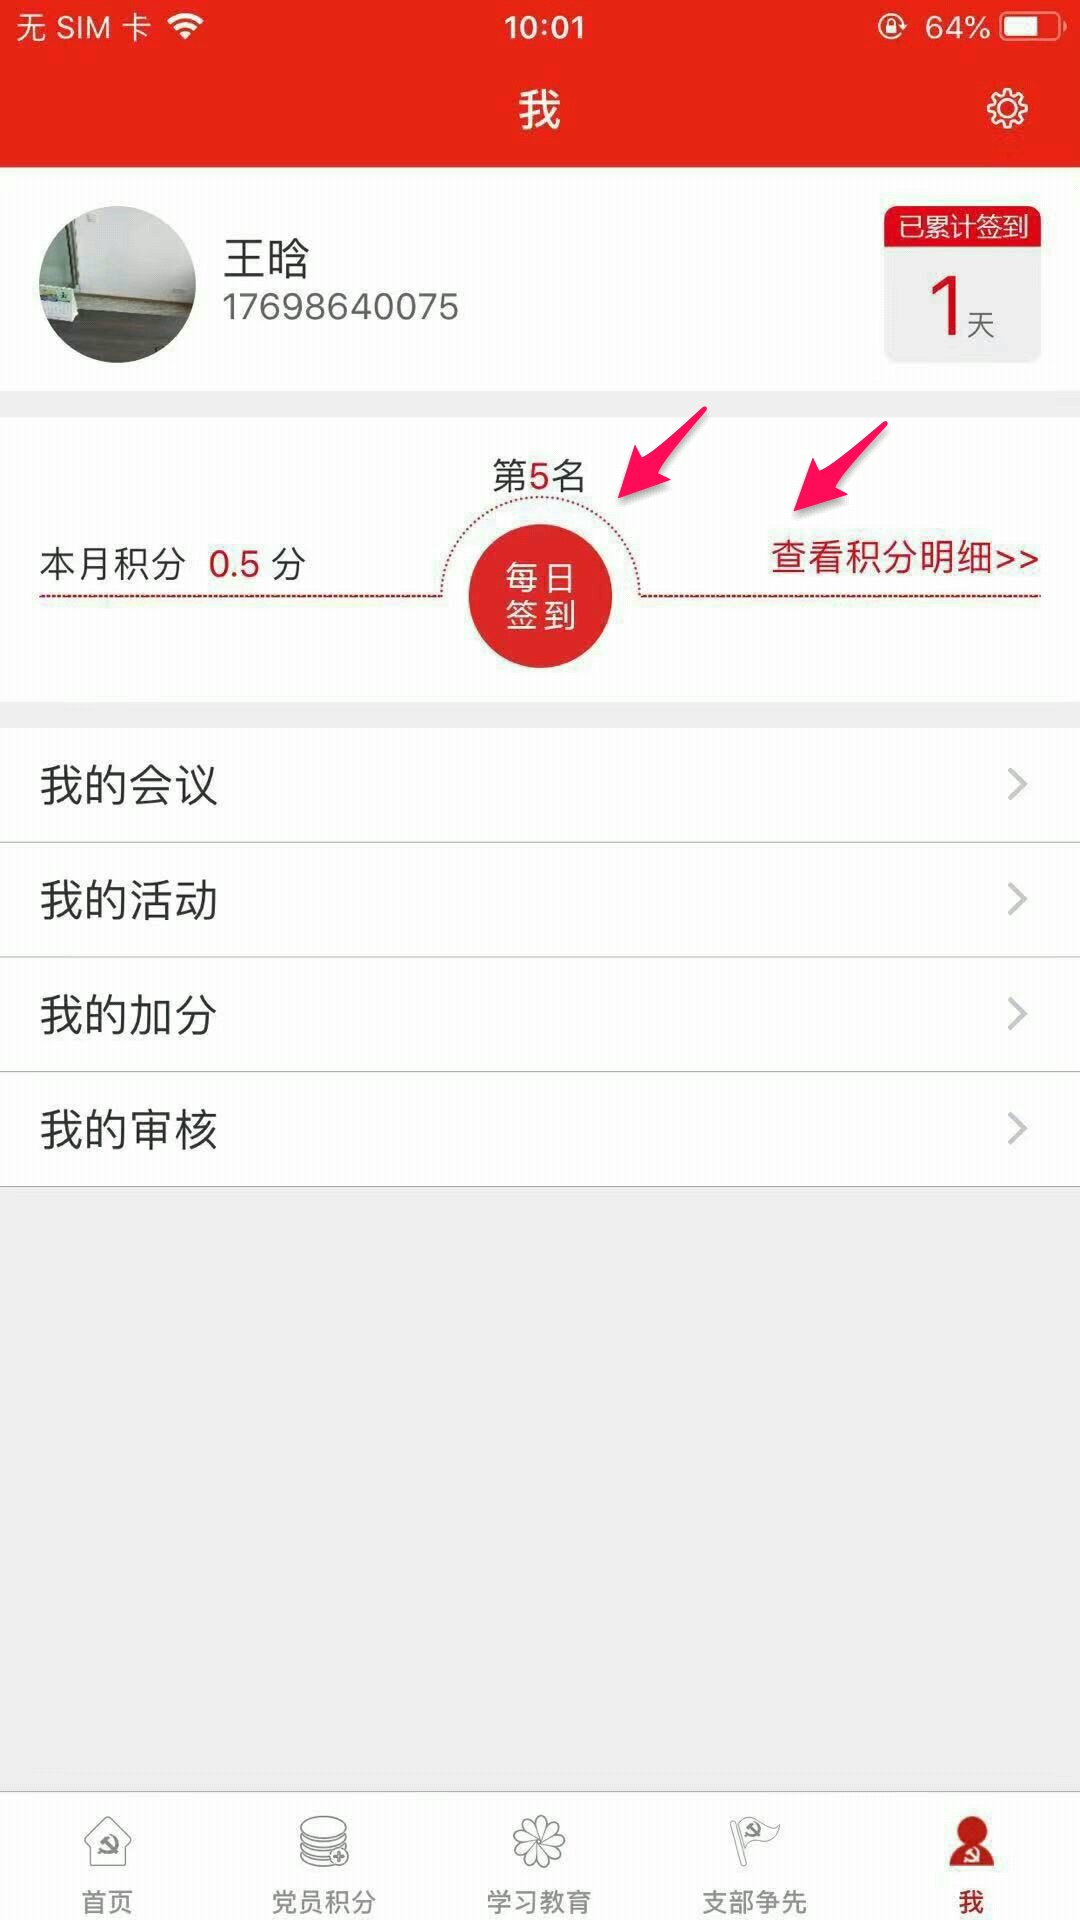 无 SIM 卡 10:01 64%
我
王晗
17698640075
已累计签到
1天
第5名
本月积分 0.5 分
每日
签到
查看积分明细>>
我的会议
我的活动
我的加分
我的审核
首页 党员积分 学习教育 支部争先 我